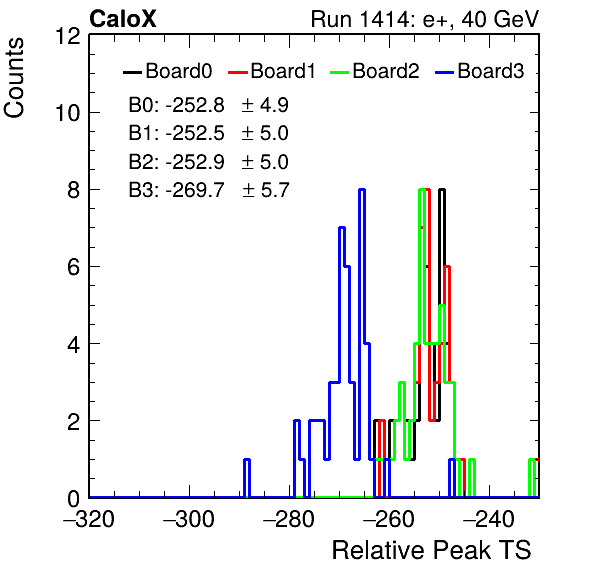 CaloX Run 1414: e+, 40 GeV
Counts
Board0 Board1 Board2 Board3
B0: -252.8 ± 4.9
B1: -252.5 ± 5.0
B2: -252.9 ± 5.0
B3: -269.7 ± 5.7
12
10
8
6
4
2
0
−320 −300 −280 −260 −240
Relative Peak TS